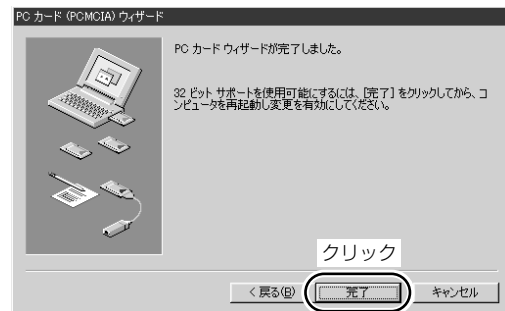 PC カード (PCMCIA) ウィザード
PC カード ウィザードが完了しました。
32 ビット サポートを使用可能にするには、[完了] をクリックしてから、コ
ンピュータを再起動し変更を有効にしてください。
クリック
< 戻る(B)
完了
キャンセル